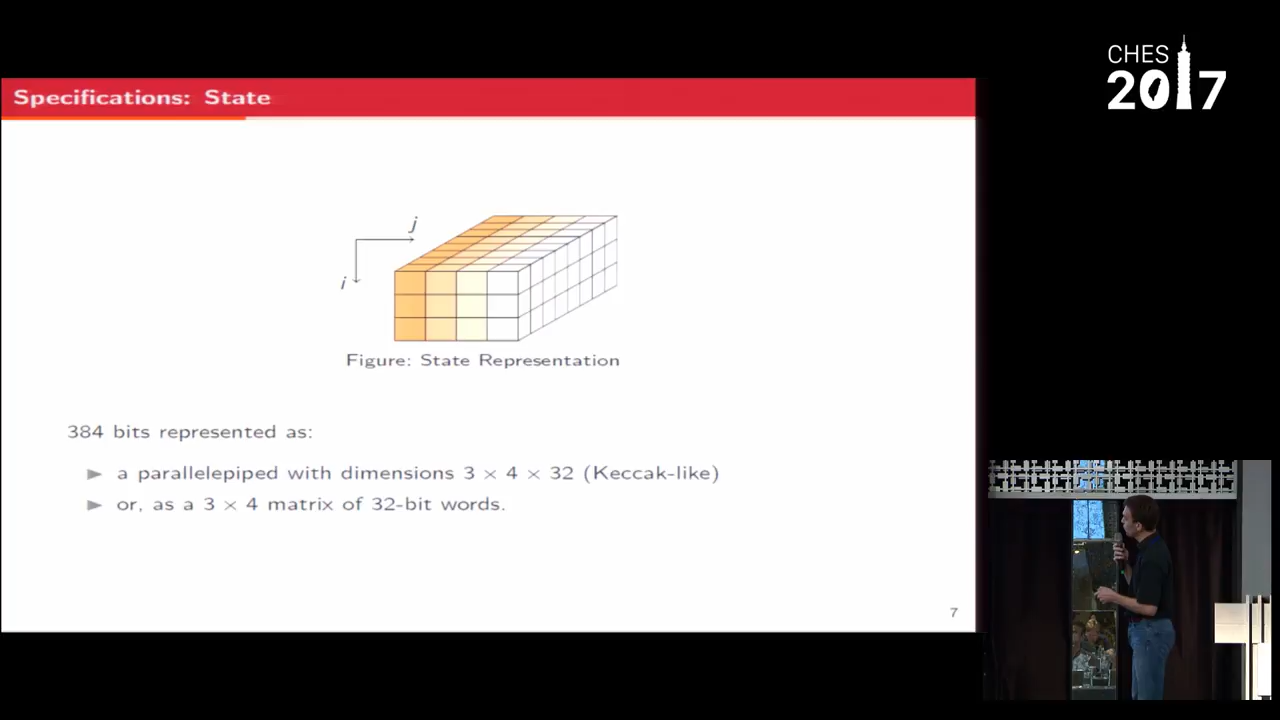 CHES
2017
Specifications: State
j
i
Figure: State Representation
384 bits represented as:
► a parallelepiped with dimensions 3 × 4 × 32 (Keccak-like)
► or, as a 3 × 4 matrix of 32-bit words.
7